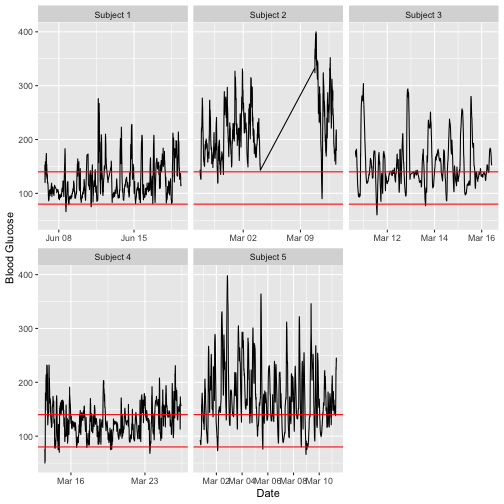 Subject 1 Subject 2 Subject 3
400
300
200
100
Jun 08 Jun 15 Mar 02 Mar 09 Mar 12 Mar 14 Mar 16
Blood Glucose
Subject 4 Subject 5
400
300
200
100
Mar 16 Mar 23 Mar 02 Mar 04 Mar 06 Mar 08 Mar 10
Date